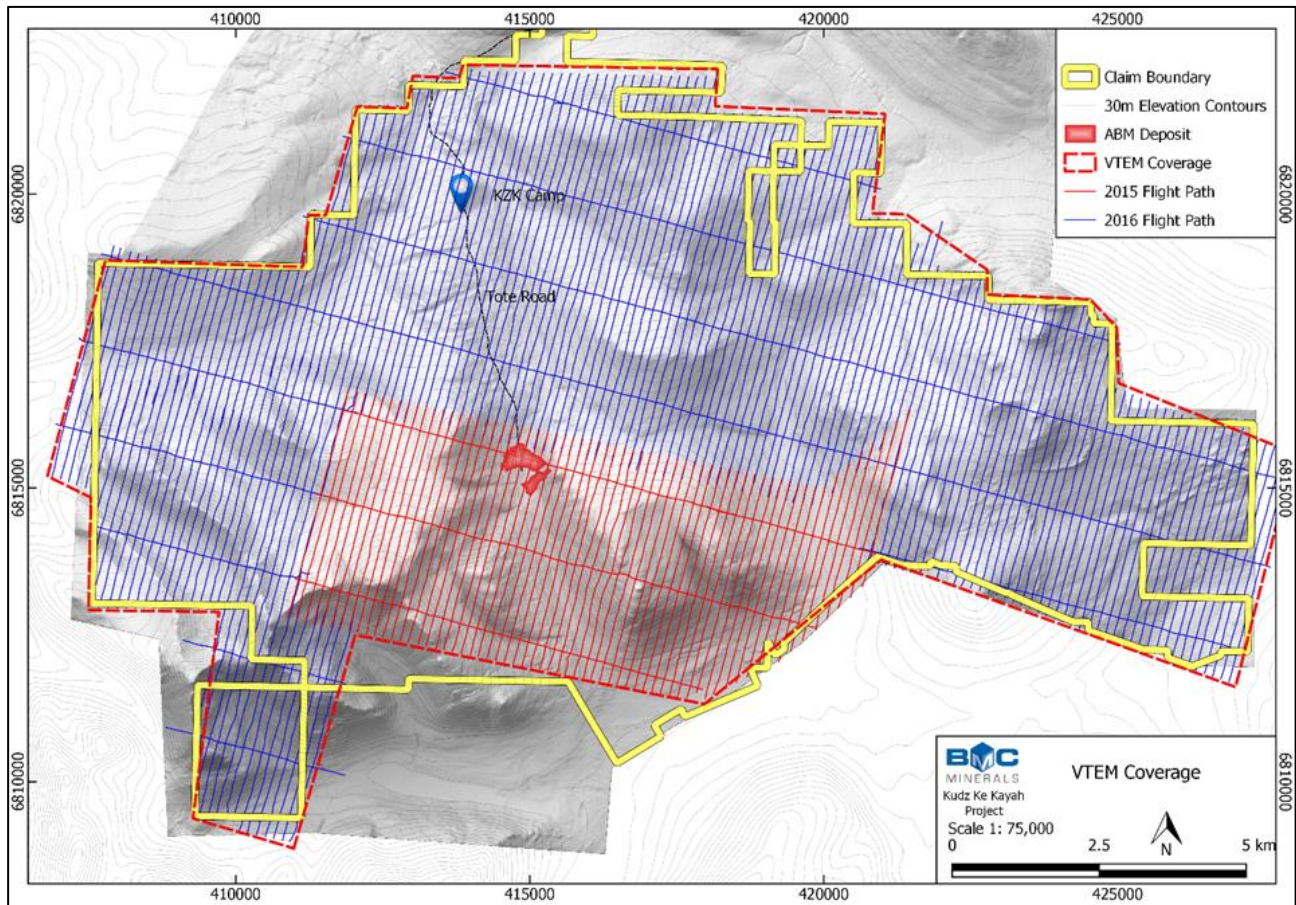 410000 415000 420000 425000
Claim Boundary
30m Elevation Contours
ABM Deposit
VTEM Coverage
2015 Flight Path
2016 Flight Path
6820000 6820000
KZK Camp
Tote Road
6815000 6815000
6810000 6810000
BMC
MINERALS
Kudz Ke Kayah
Project
VTEM Coverage
Scale 1: 75,000
0 2.5 5 km
N
410000 415000 420000 425000